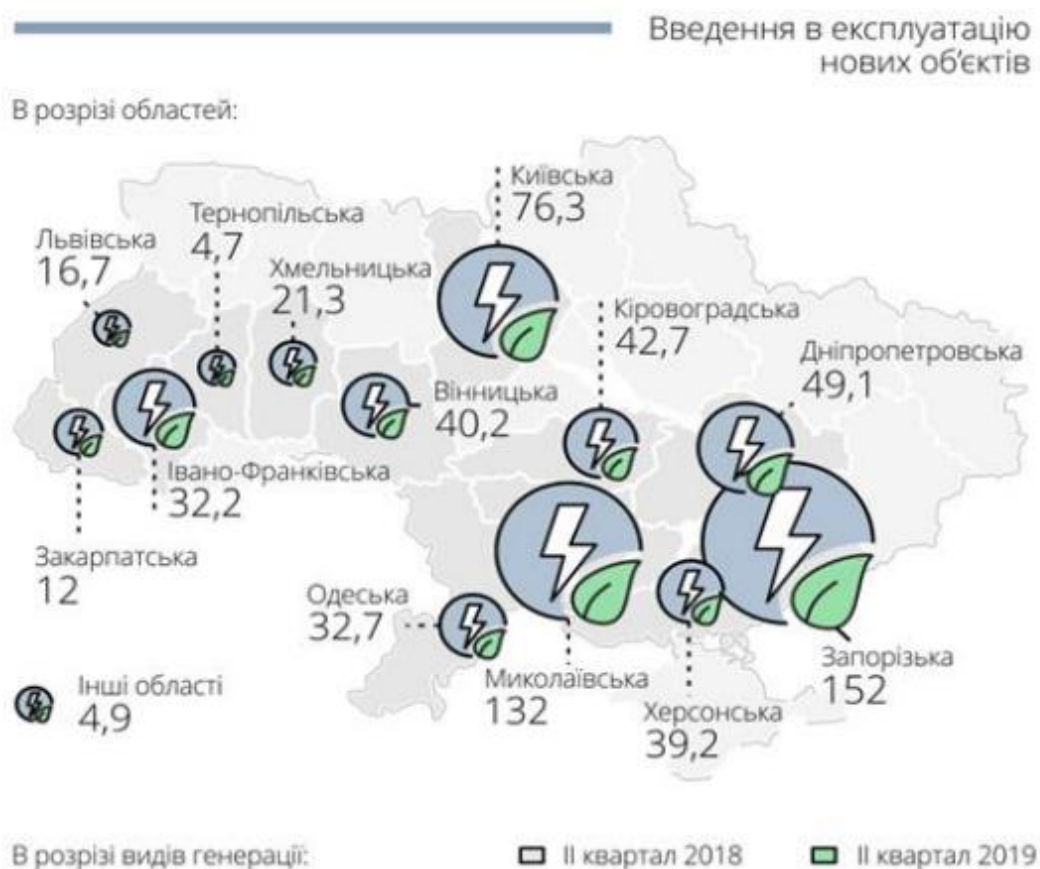 Введення в експлуатацію
нових об'єктів
В розрізі областей:
Київська
76,3
Тернопільська
4,7
Львівська
16,7
Хмельницька
21,3
Кіровоградська
42,7
Дніпропетровська
49,1
Вінницька
40,2
Івано-Франківська
32,2
Закарпатська
12
Одеська
32,7
Миколаївська
132
Херсонська
39,2
Запорізька
152
Інші області
4,9
В розрізі видів генерації:
II квартал 2018
II квартал 2019